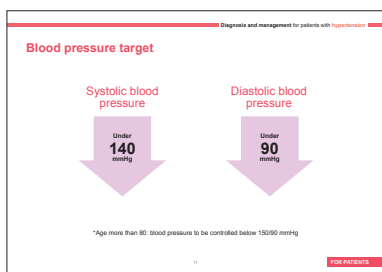 Diagnosis and management for patients with hypertension
Blood pressure target
Systolic blood
pressure
Under
140
mmHg
Diastolic blood
pressure
Under
90
mmHg
*Age more than 80: blood pressure to be controlled below 150/90 mmHg
11
FOR PATIENTS